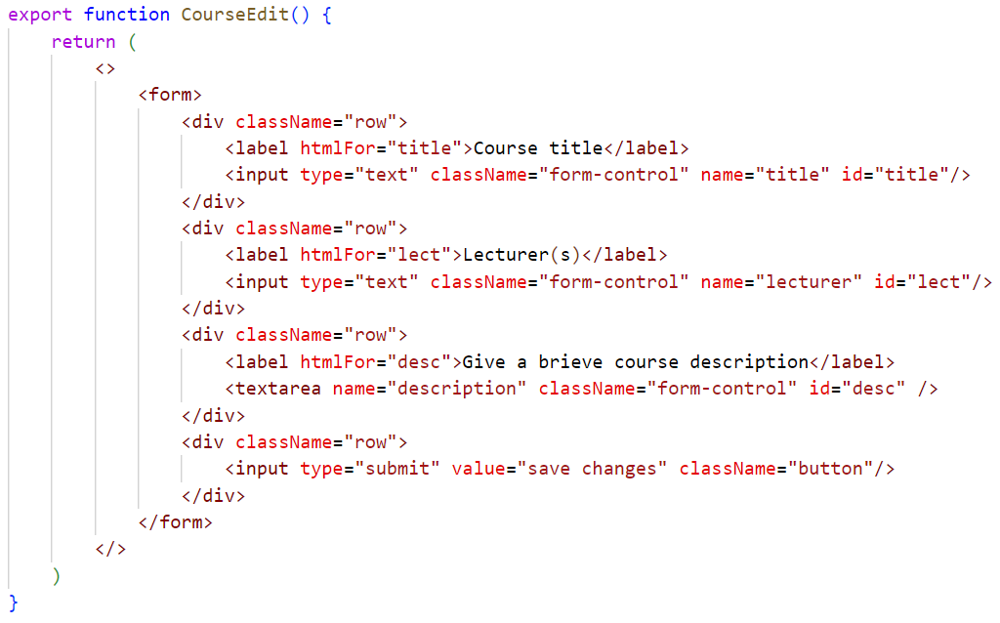 export function CourseEdit() {
    return (
        <>
            <form>
                <div className="row">
                    <label htmlFor="title">Course title</label>
                    <input type="text" className="form-control" name="title" id="title"/>
                </div>
                <div className="row">
                    <label htmlFor="lect">Lecturer(s)</label>
                    <input type="text" className="form-control" name="lecturer" id="lect"/>
                </div>
                <div className="row">
                    <label htmlFor="desc">Give a brieve course description</label>
                    <textarea name="description" className="form-control" id="desc" />
                </div>
                <div className="row">
                    <input type="submit" value="save changes" className="button"/>
                </div>
            </form>
        </>
    )
}